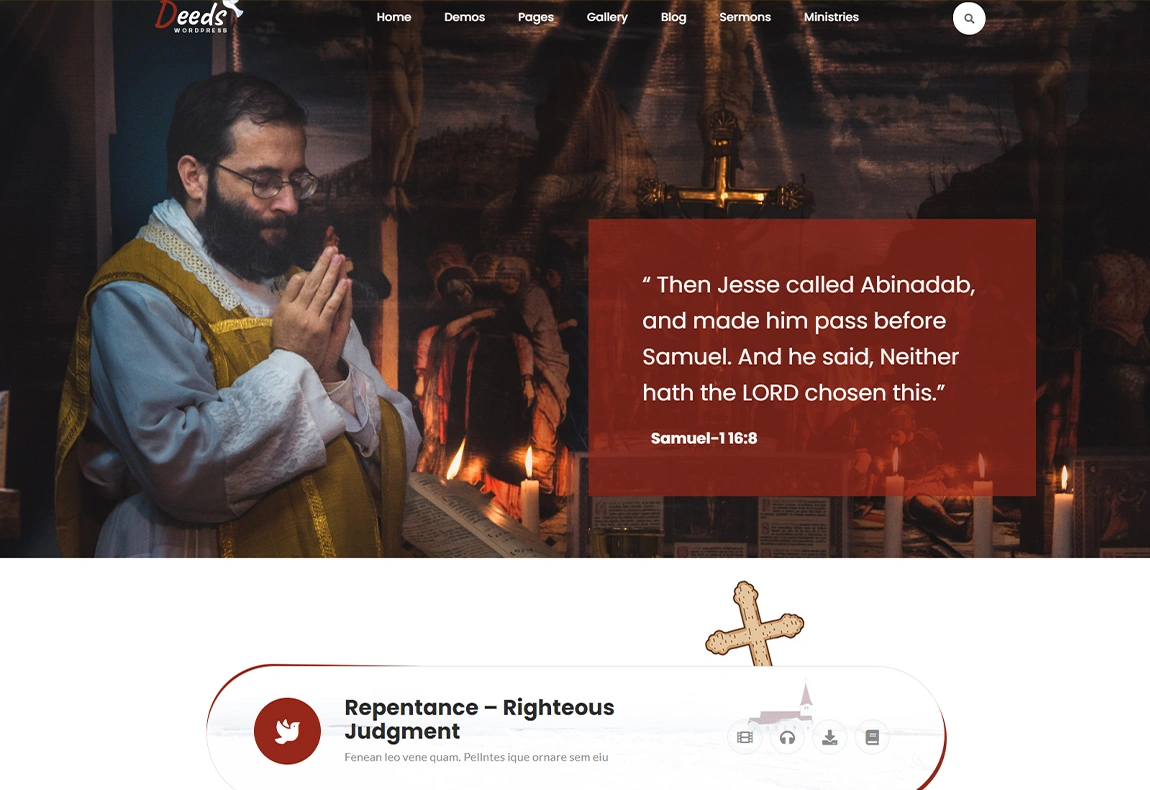 Deeds
WORDPRESS
Home Demos Pages Gallery Blog Sermons Ministries
“ Then Jesse called Abinadab,
and made him pass before
Samuel. And he said, Neither
hath the LORD chosen this.”
Samuel-1 16:8
Repentance – Righteous
Judgment
Fenean leo vene quam. Pellntes ique ornare sem eiu